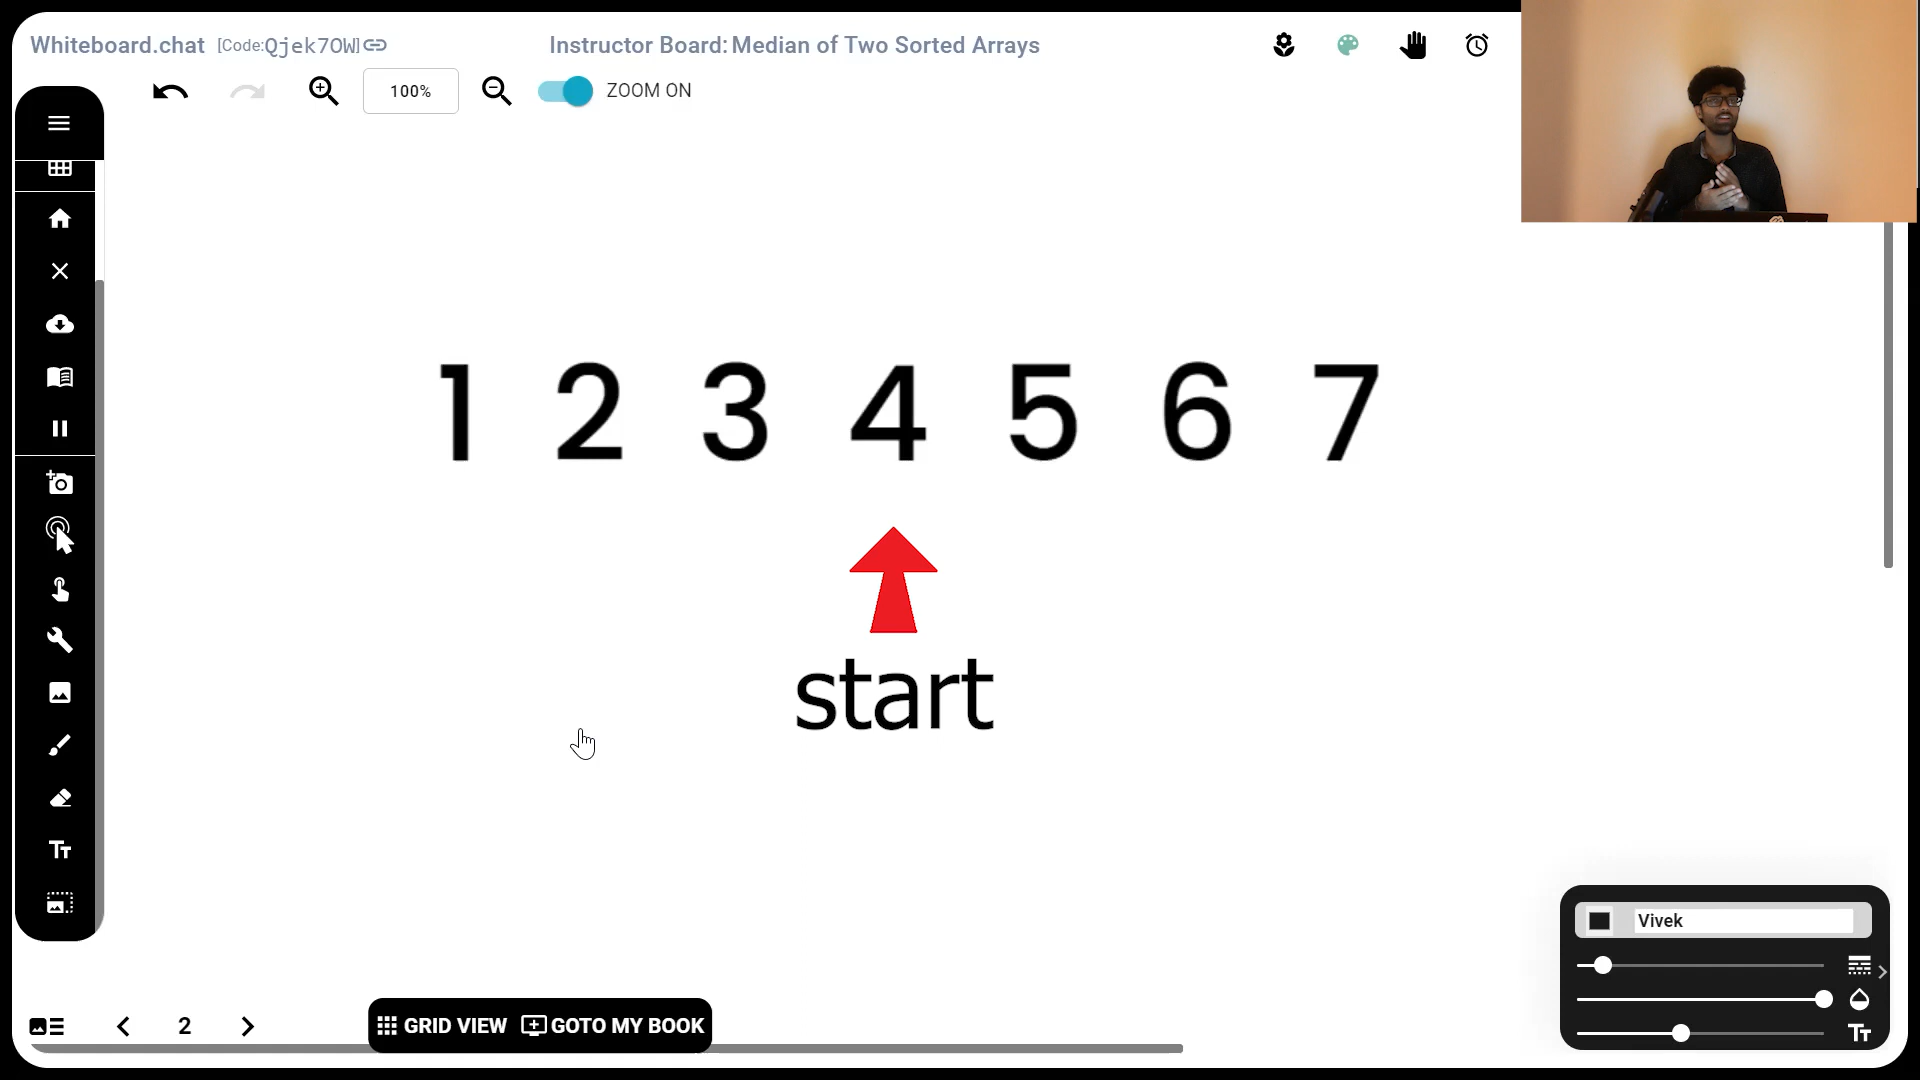 Whiteboard.chat [Code:Qjek7OW] Instructor Board: Median of Two Sorted Arrays
100% ZOOM ON
1 2 3 4 5 6 7
start
Vivek
2 GRID VIEW GOTO MY BOOK